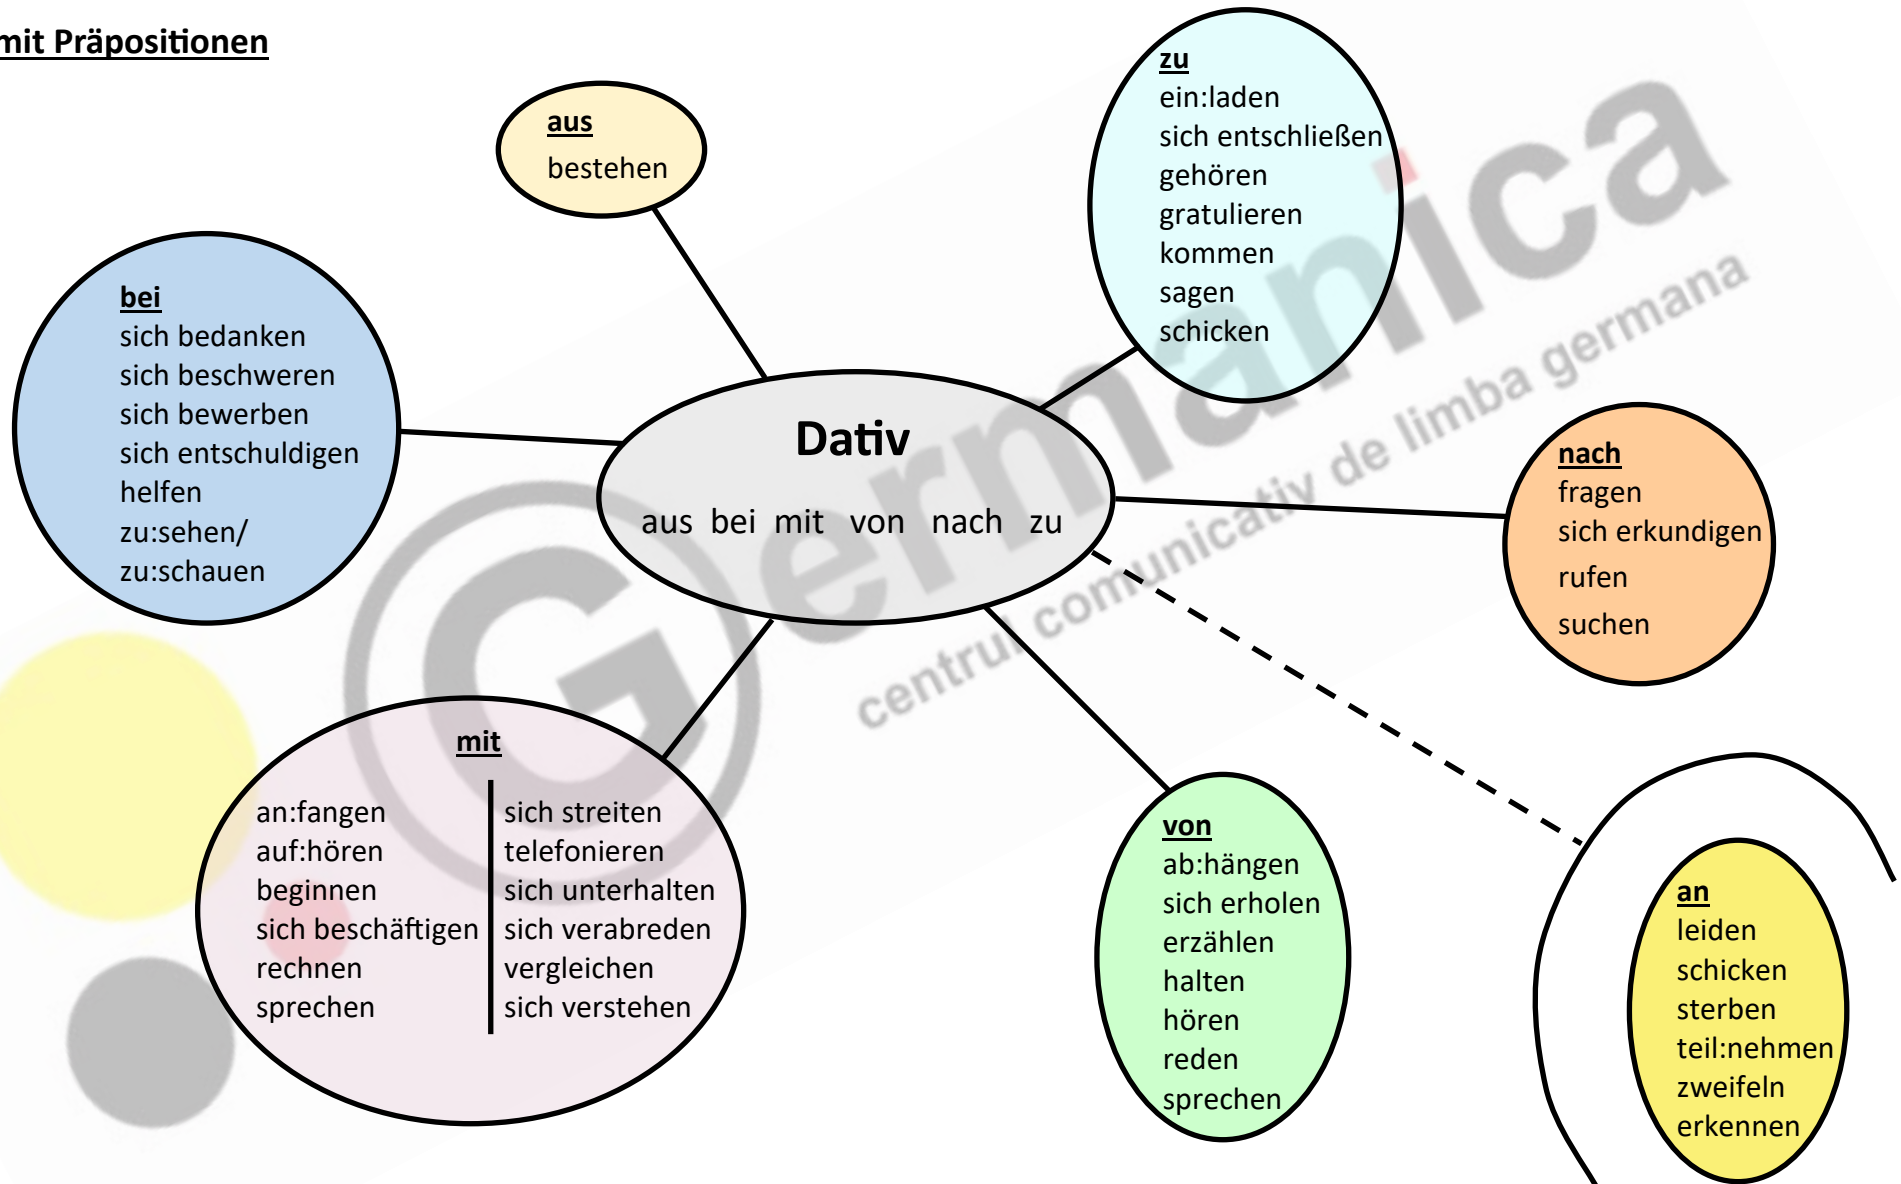 mit Präpositionen
aus
bestehen
zu
ein:laden
sich entschließen
gehören
gratulieren
kommen
sagen
schicken
bei
sich bedanken
sich beschweren
sich bewerben
sich entschuldigen
helfen
zu:sehen/
zu:schauen
Dativ
aus bei mit von nach zu
nach
fragen
sich erkundigen
rufen
suchen
mit
an:fangen
auf:hören
beginnen
sich beschäftigen
rechnen
sprechen
sich streiten
telefonieren
sich unterhalten
sich verabreden
vergleichen
sich verstehen
von
ab:hängen
sich erholen
erzählen
halten
hören
reden
sprechen
an
leiden
schicken
sterben
teil:nehmen
zweifeln
erkennen
Germanica
centrul comunicativ de limba germana